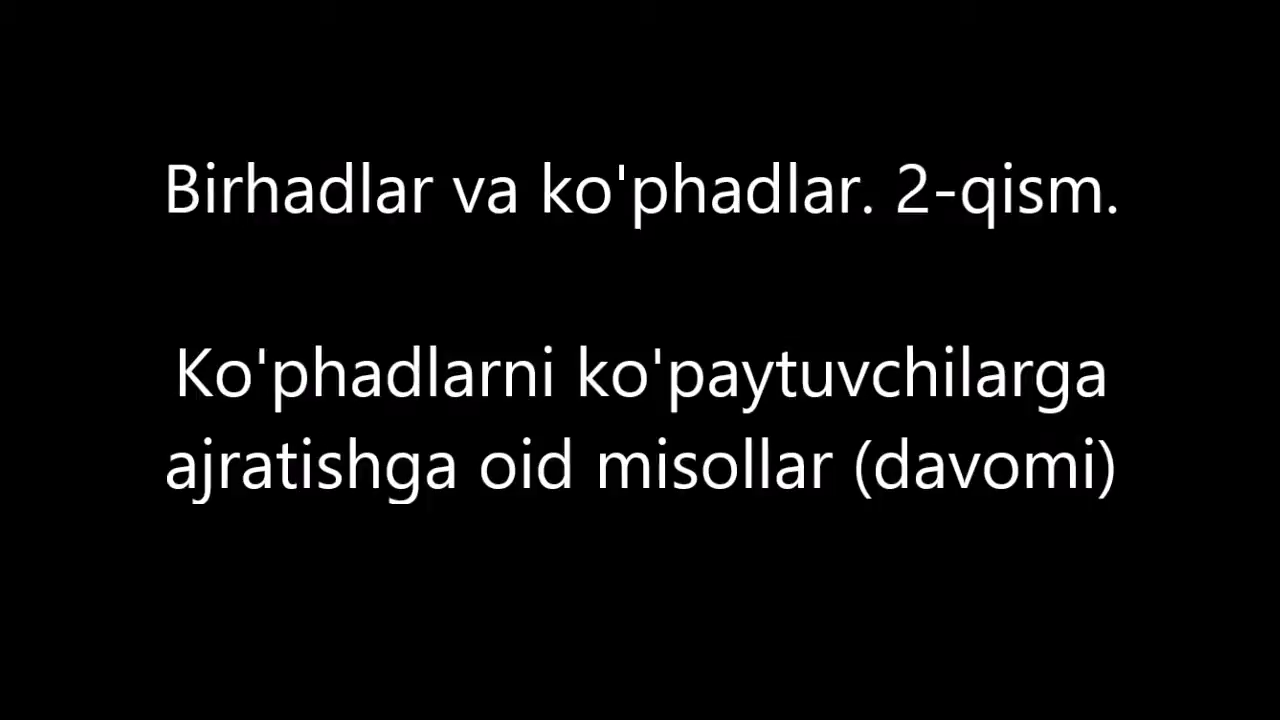 Birhadlar va ko'phadlar. 2-qism.
Ko'phadlarni ko'paytuvchilarga
ajratishga oid misollar (davomi)